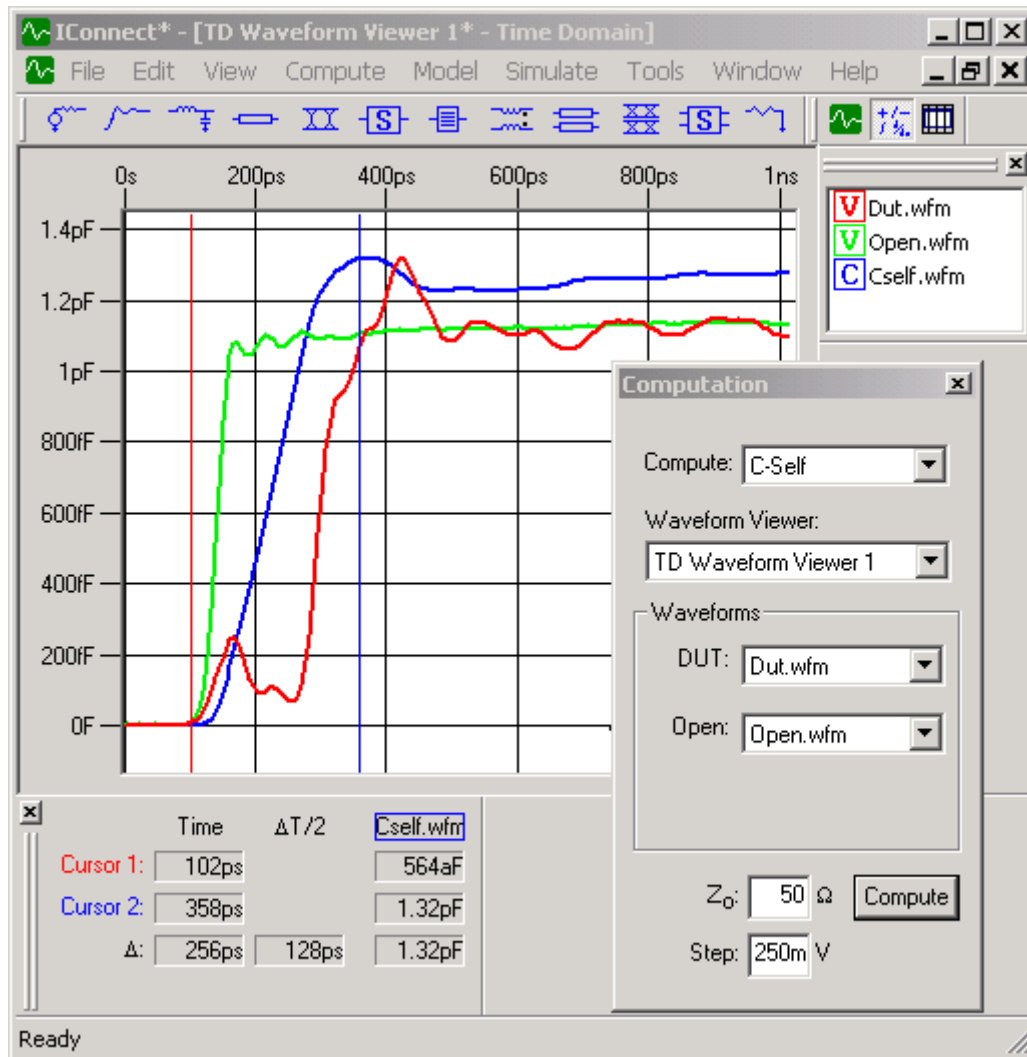 IConnect* - [TD Waveform Viewer 1* - Time Domain]
File Edit View Compute Model Simulate Tools Window Help
S S
0s 200ps 400ps 600ps 800ps 1ns
1.4pF
1.2pF
1pF
800fF
600fF
400fF
200fF
0F
V Dut.wfm
V Open.wfm
C Cself.wfm
Computation
Compute: C-Self
Waveform Viewer:
TD Waveform Viewer 1
Waveforms
DUT: Dut.wfm
Open: Open.wfm
Z₀: 50 Ω Compute
Step: 250m V
Time ΔT/2 Cself.wfm
Cursor 1: 102ps 564aF
Cursor 2: 358ps 1.32pF
Δ: 256ps 128ps 1.32pF
Ready